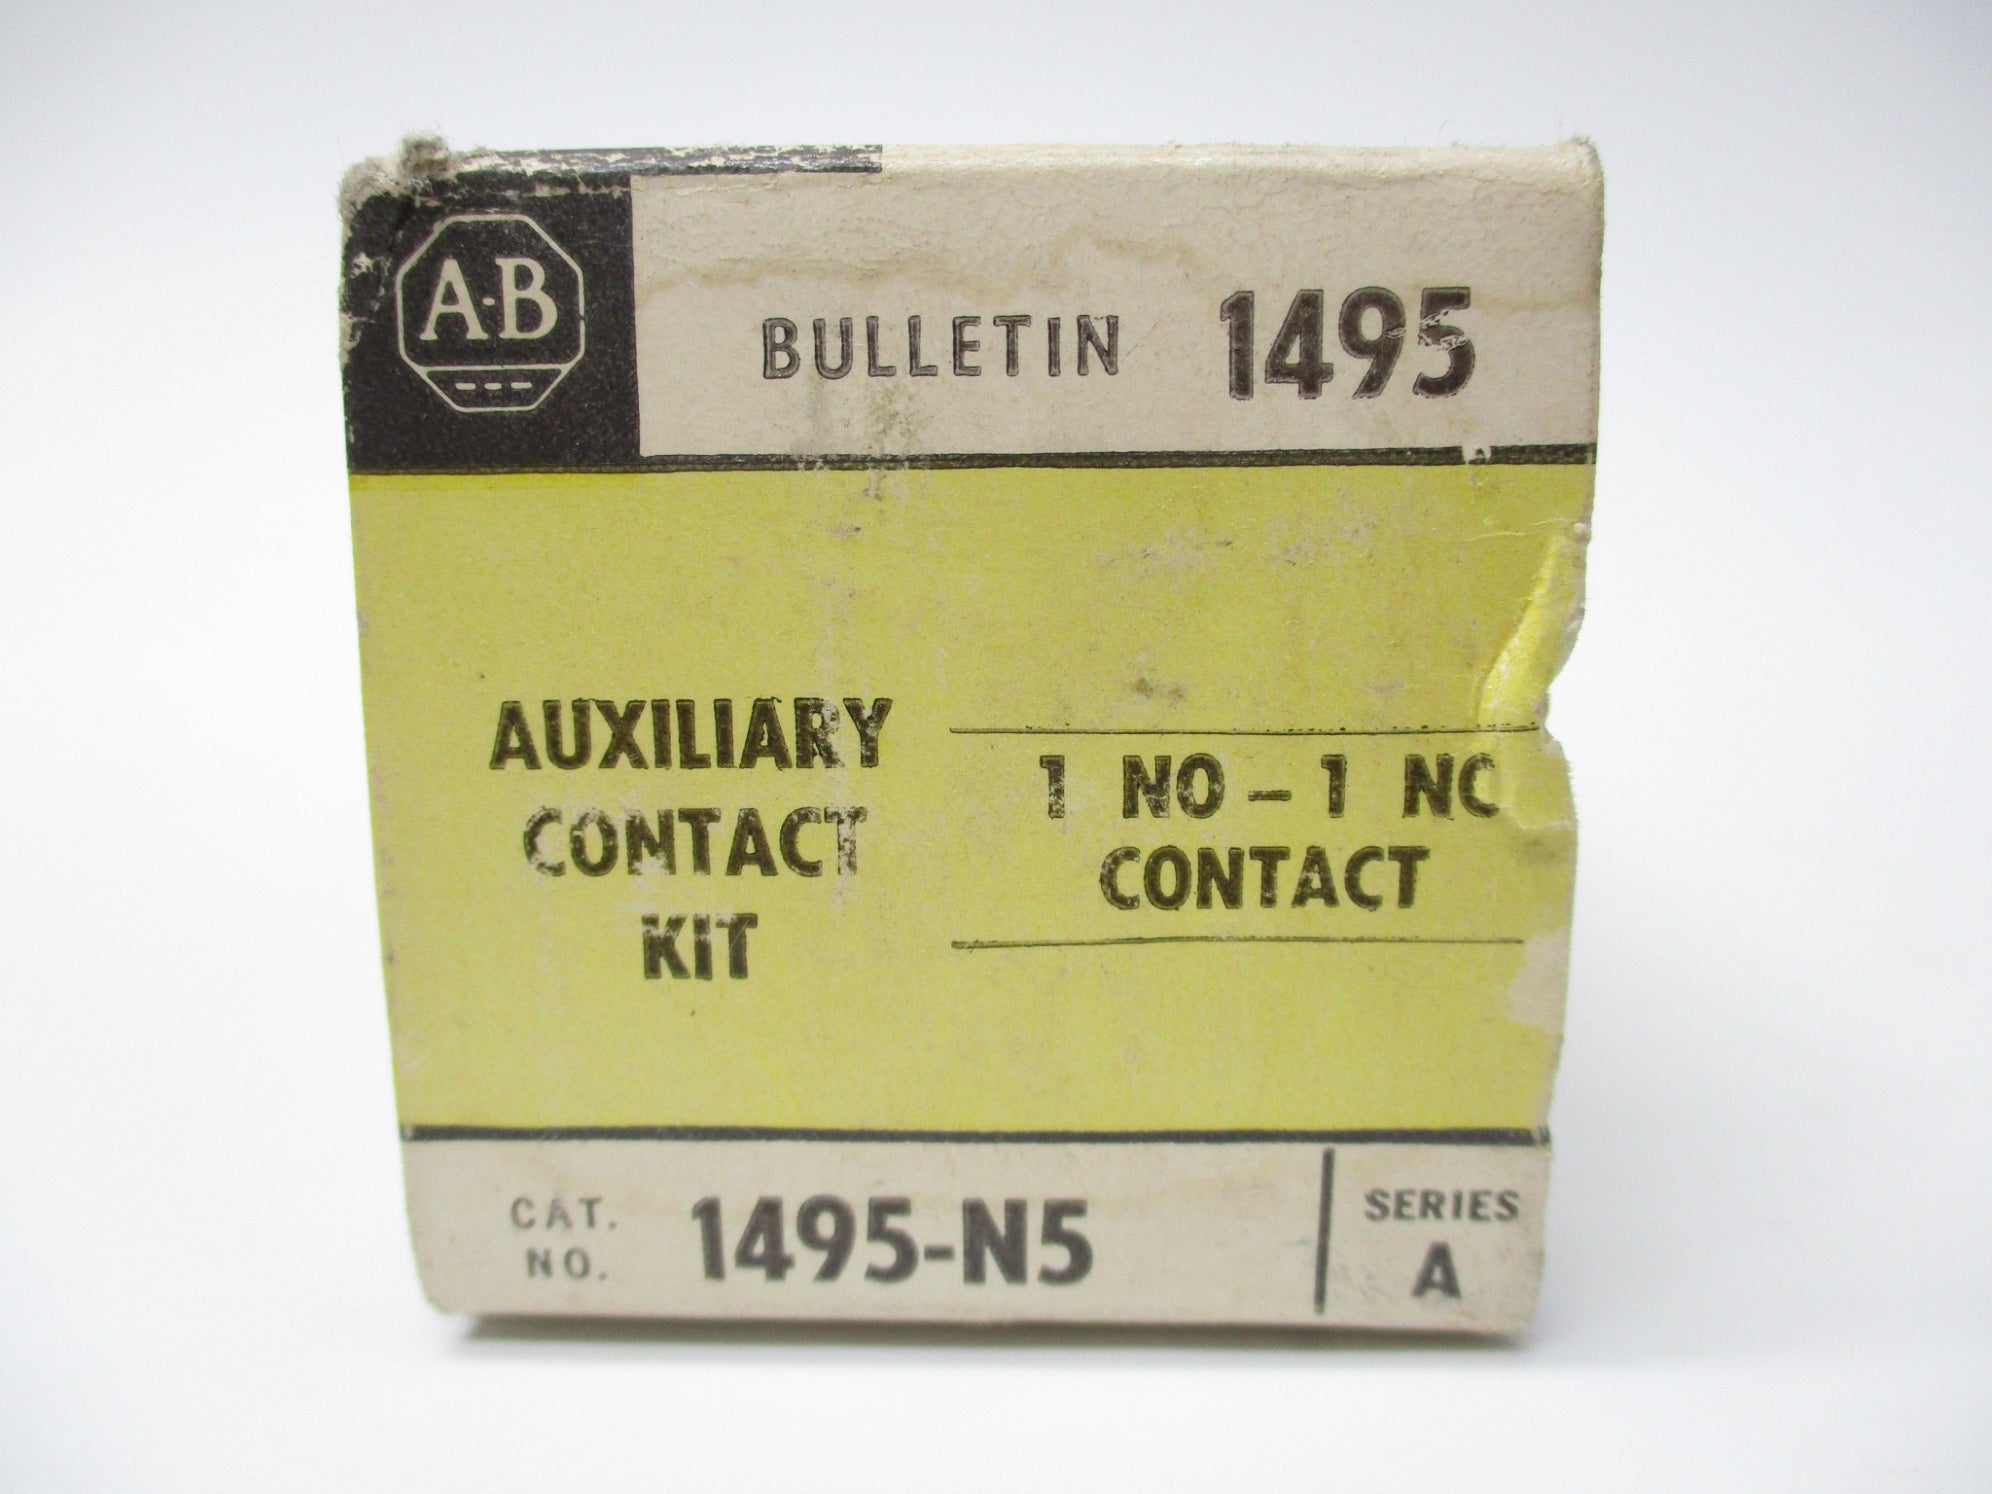 A-B
BULLETIN 1495
AUXILIARY
CONTACT
KIT
1 NO – 1 NC
CONTACT
CAT.
NO.
1495-N5
SERIES
A